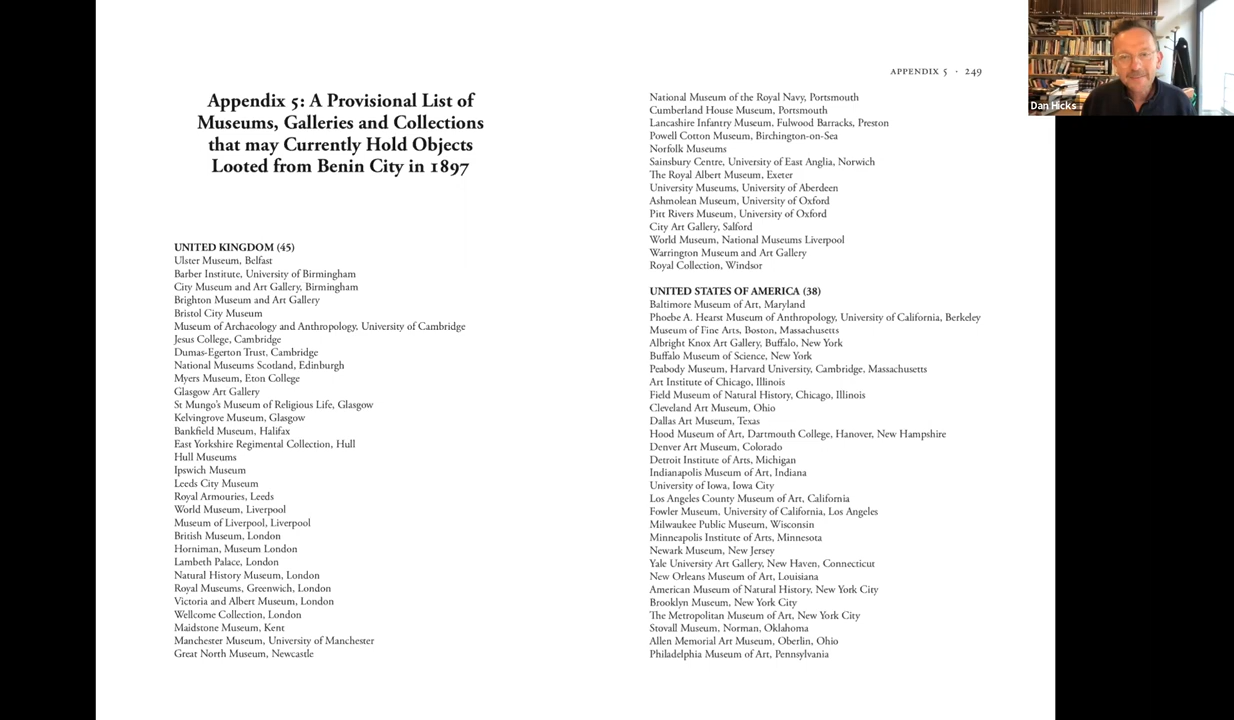 Appendix 5: A Provisional List of
Museums, Galleries and Collections
that may Currently Hold Objects
Looted from Benin City in 1897
UNITED KINGDOM (45)
Ulster Museum, Belfast
Barber Institute, University of Birmingham
City Museum and Art Gallery, Birmingham
Brighton Museum and Art Gallery
Bristol City Museum
Museum of Archaeology and Anthropology, University of Cambridge
Jesus College, Cambridge
Dumas-Egerton Trust, Cambridge
National Museums Scotland, Edinburgh
Myers Museum, Eton College
Glasgow Art Gallery
St Mungo's Museum of Religious Life, Glasgow
Kelvingrove Museum, Glasgow
Bankfield Museum, Halifax
East Yorkshire Regimental Collection, Hull
Hull Museums
Ipswich Museum
Leeds City Museum
Royal Armouries, Leeds
World Museum, Liverpool
Museum of Liverpool, Liverpool
British Museum, London
Horniman, Museum London
Lambeth Palace, London
Natural History Museum, London
Royal Museums, Greenwich, London
Victoria and Albert Museum, London
Wellcome Collection, London
Maidstone Museum, Kent
Manchester Museum, University of Manchester
Great North Museum, Newcastle
APPENDIX 5 · 249
National Museum of the Royal Navy, Portsmouth
Cumberland House Museum, Portsmouth
Lancashire Infantry Museum, Fulwood Barracks, Preston
Powell Cotton Museum, Birchington-on-Sea
Norfolk Museums
Sainsbury Centre, University of East Anglia, Norwich
The Royal Albert Museum, Exeter
University Museums, University of Aberdeen
Ashmolean Museum, University of Oxford
Pitt Rivers Museum, University of Oxford
City Art Gallery, Salford
World Museum, National Museums Liverpool
Warrington Museum and Art Gallery
Royal Collection, Windsor
UNITED STATES OF AMERICA (38)
Baltimore Museum of Art, Maryland
Phoebe A. Hearst Museum of Anthropology, University of California, Berkeley
Museum of Fine Arts, Boston, Massachusetts
Albright Knox Art Gallery, Buffalo, New York
Buffalo Museum of Science, New York
Peabody Museum, Harvard University, Cambridge, Massachusetts
Art Institute of Chicago, Illinois
Field Museum of Natural History, Chicago, Illinois
Cleveland Art Museum, Ohio
Dallas Art Museum, Texas
Hood Museum of Art, Dartmouth College, Hanover, New Hampshire
Denver Art Museum, Colorado
Detroit Institute of Arts, Michigan
Indianapolis Museum of Art, Indiana
University of Iowa, Iowa City
Los Angeles County Museum of Art, California
Fowler Museum, University of California, Los Angeles
Milwaukee Public Museum, Wisconsin
Minneapolis Institute of Arts, Minnesota
Newark Museum, New Jersey
Yale University Art Gallery, New Haven, Connecticut
New Orleans Museum of Art, Louisiana
American Museum of Natural History, New York City
Brooklyn Museum, New York City
The Metropolitan Museum of Art, New York City
Stovall Museum, Norman, Oklahoma
Allen Memorial Art Museum, Oberlin, Ohio
Philadelphia Museum of Art, Pennsylvania
Dan Hicks